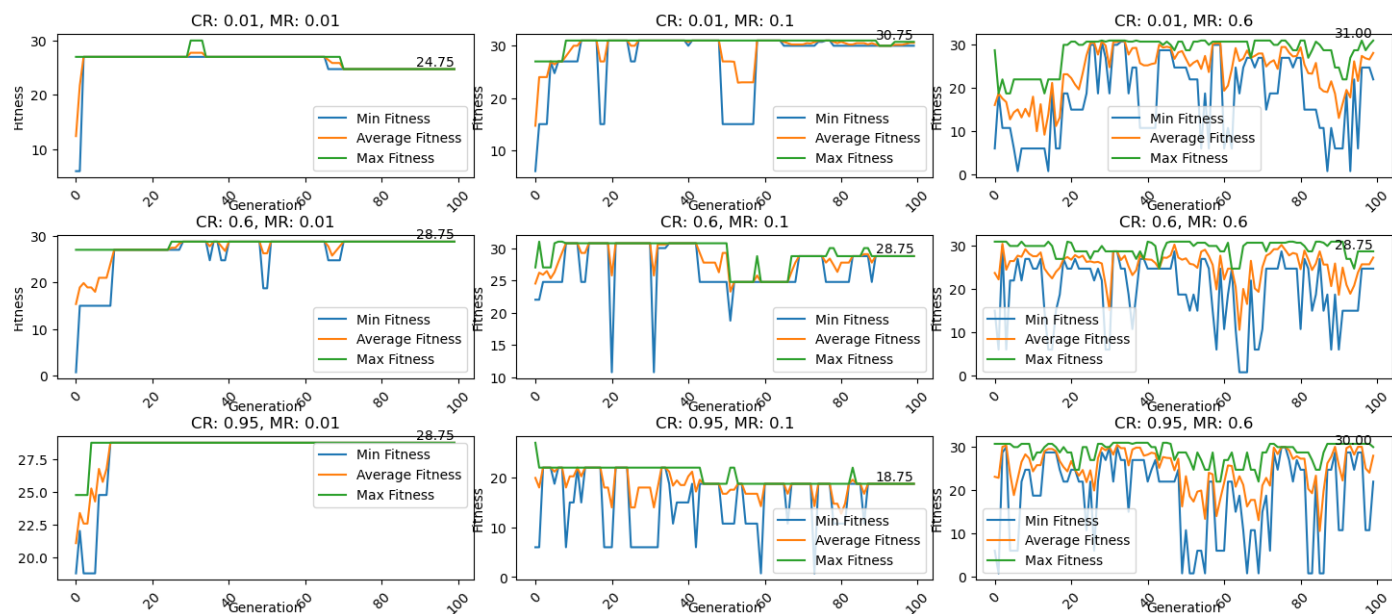 CR: 0.01, MR: 0.01
30
20
10
Fitness
24.75
Min Fitness
Average Fitness
Max Fitness
0
20
40
60
80
100
Generation
CR: 0.01, MR: 0.1
30
20
10
Fitness
30.75
Min Fitness
Average Fitness
Max Fitness
0
20
40
60
80
100
Generation
CR: 0.01, MR: 0.6
30
20
10
0
Fitness
31.00
Min Fitness
Average Fitness
Max Fitness
0
20
40
60
80
100
Generation
CR: 0.6, MR: 0.01
30
20
10
0
Fitness
28.75
Min Fitness
Average Fitness
Max Fitness
0
20
40
60
80
100
Generation
CR: 0.6, MR: 0.1
30
25
20
15
10
Fitness
28.75
Min Fitness
Average Fitness
Max Fitness
0
20
40
60
80
100
Generation
CR: 0.6, MR: 0.6
30
20
10
0
Fitness
28.75
Min Fitness
Average Fitness
Max Fitness
0
20
40
60
80
100
Generation
CR: 0.95, MR: 0.01
27.5
25.0
22.5
20.0
Fitness
28.75
Min Fitness
Average Fitness
Max Fitness
0
20
40
60
80
100
Generation
CR: 0.95, MR: 0.1
20
10
0
Fitness
18.75
Min Fitness
Average Fitness
Max Fitness
0
20
40
60
80
100
Generation
CR: 0.95, MR: 0.6
30
20
10
0
Fitness
30.00
Min Fitness
Average Fitness
Max Fitness
0
20
40
60
80
100
Generation